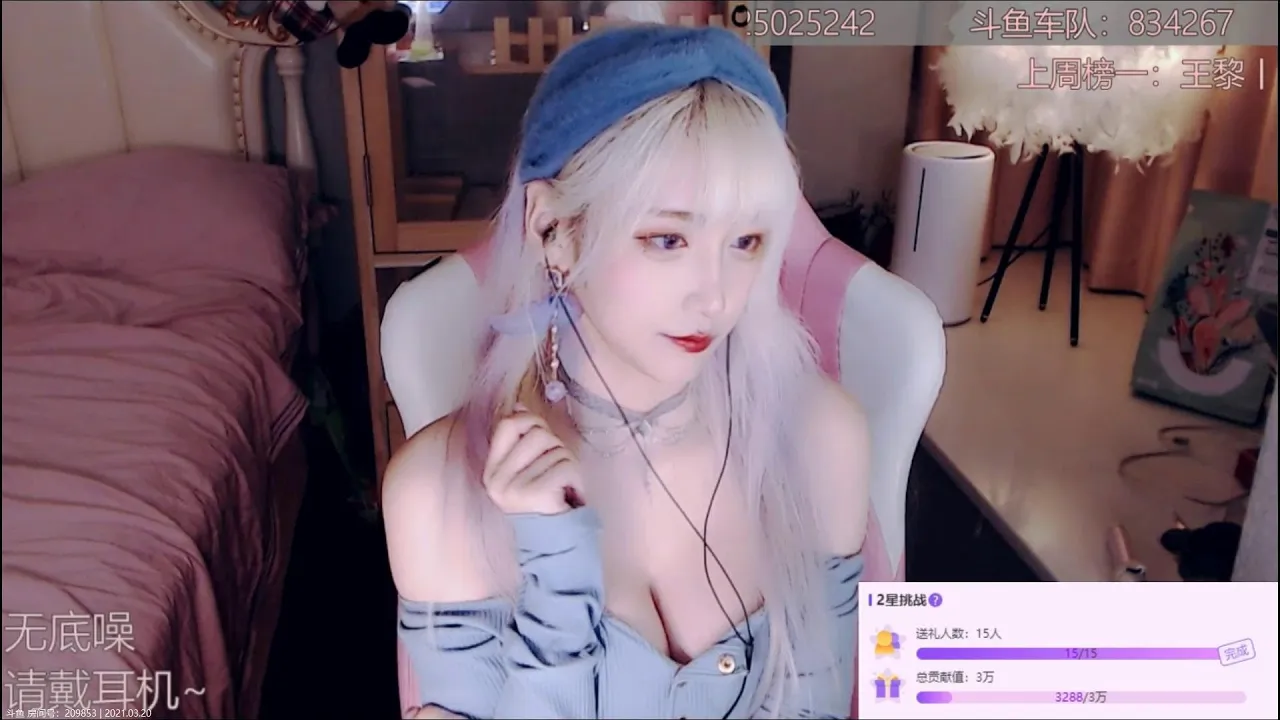 25025242
斗鱼车队：834267
上周榜一：王黎 |
无底噪
请戴耳机~
斗鱼 房间号：209853 | 2021.03.20
2星挑战?
送礼人数：15人
15/15
完成
总贡献值：3万
3288/3万